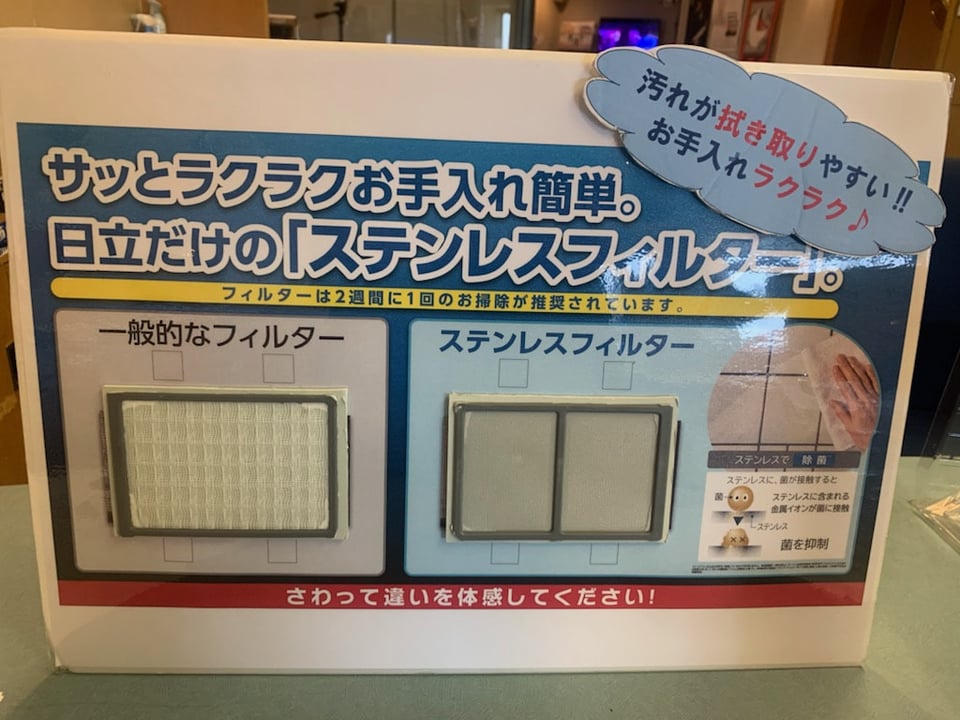 汚れが拭き取りやすい!!
お手入れラクラク♪
サッとラクラクお手入れ簡単。
日立だけの「ステンレスフィルター」。
フィルターは2週間に1回のお掃除が推奨されています。
一般的なフィルター
ステンレスフィルター
ステンレスで 除菌
ステンレスに、菌が接触すると
菌
ステンレスに含まれる
金属イオンが菌に接触
ステンレス
菌を抑制
さわって違いを体感してください!